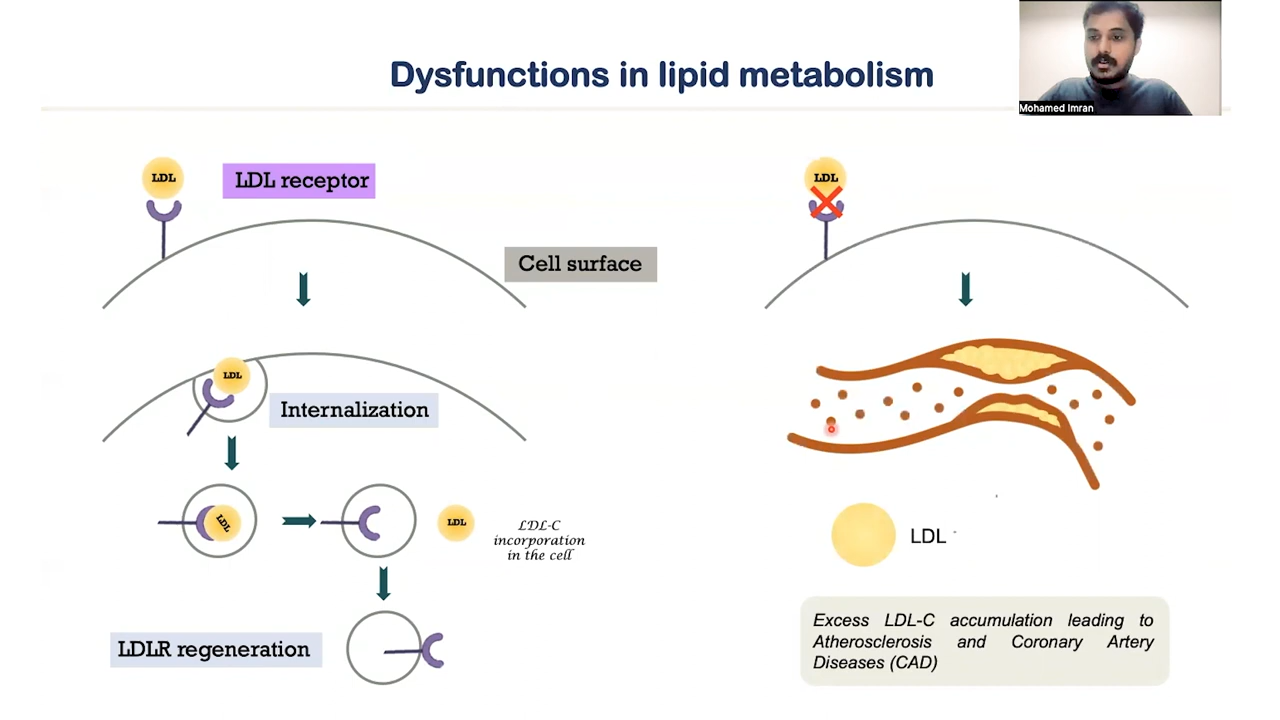 Dysfunctions in lipid metabolism
Mohamed Imran
LDL
LDL receptor
Cell surface
LDL
Internalization
LDL
LDL
LDL-C
incorporation
in the cell
LDLR regeneration
LDL
LDL
Excess LDL-C accumulation leading to
Atherosclerosis and Coronary Artery
Diseases (CAD)